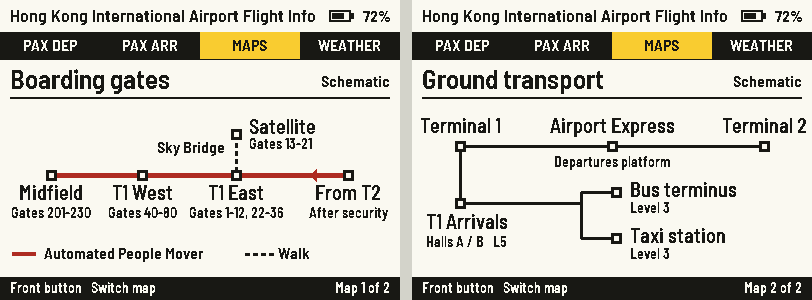 Hong Kong International Airport Flight Info 72%
PAX DEP PAX ARR MAPS WEATHER
Boarding gates Schematic
Satellite
Gates 13-21
Sky Bridge
Midfield T1 West T1 East From T2
Gates 201-230 Gates 40-80 Gates 1-12, 22-36 After security
Automated People Mover Walk
Front button Switch map Map 1 of 2
Hong Kong International Airport Flight Info 72%
PAX DEP PAX ARR MAPS WEATHER
Ground transport Schematic
Terminal 1 Airport Express Terminal 2
Departures platform
Bus terminus
Level 3
T1 Arrivals
Halls A / B L5
Taxi station
Level 3
Front button Switch map Map 2 of 2